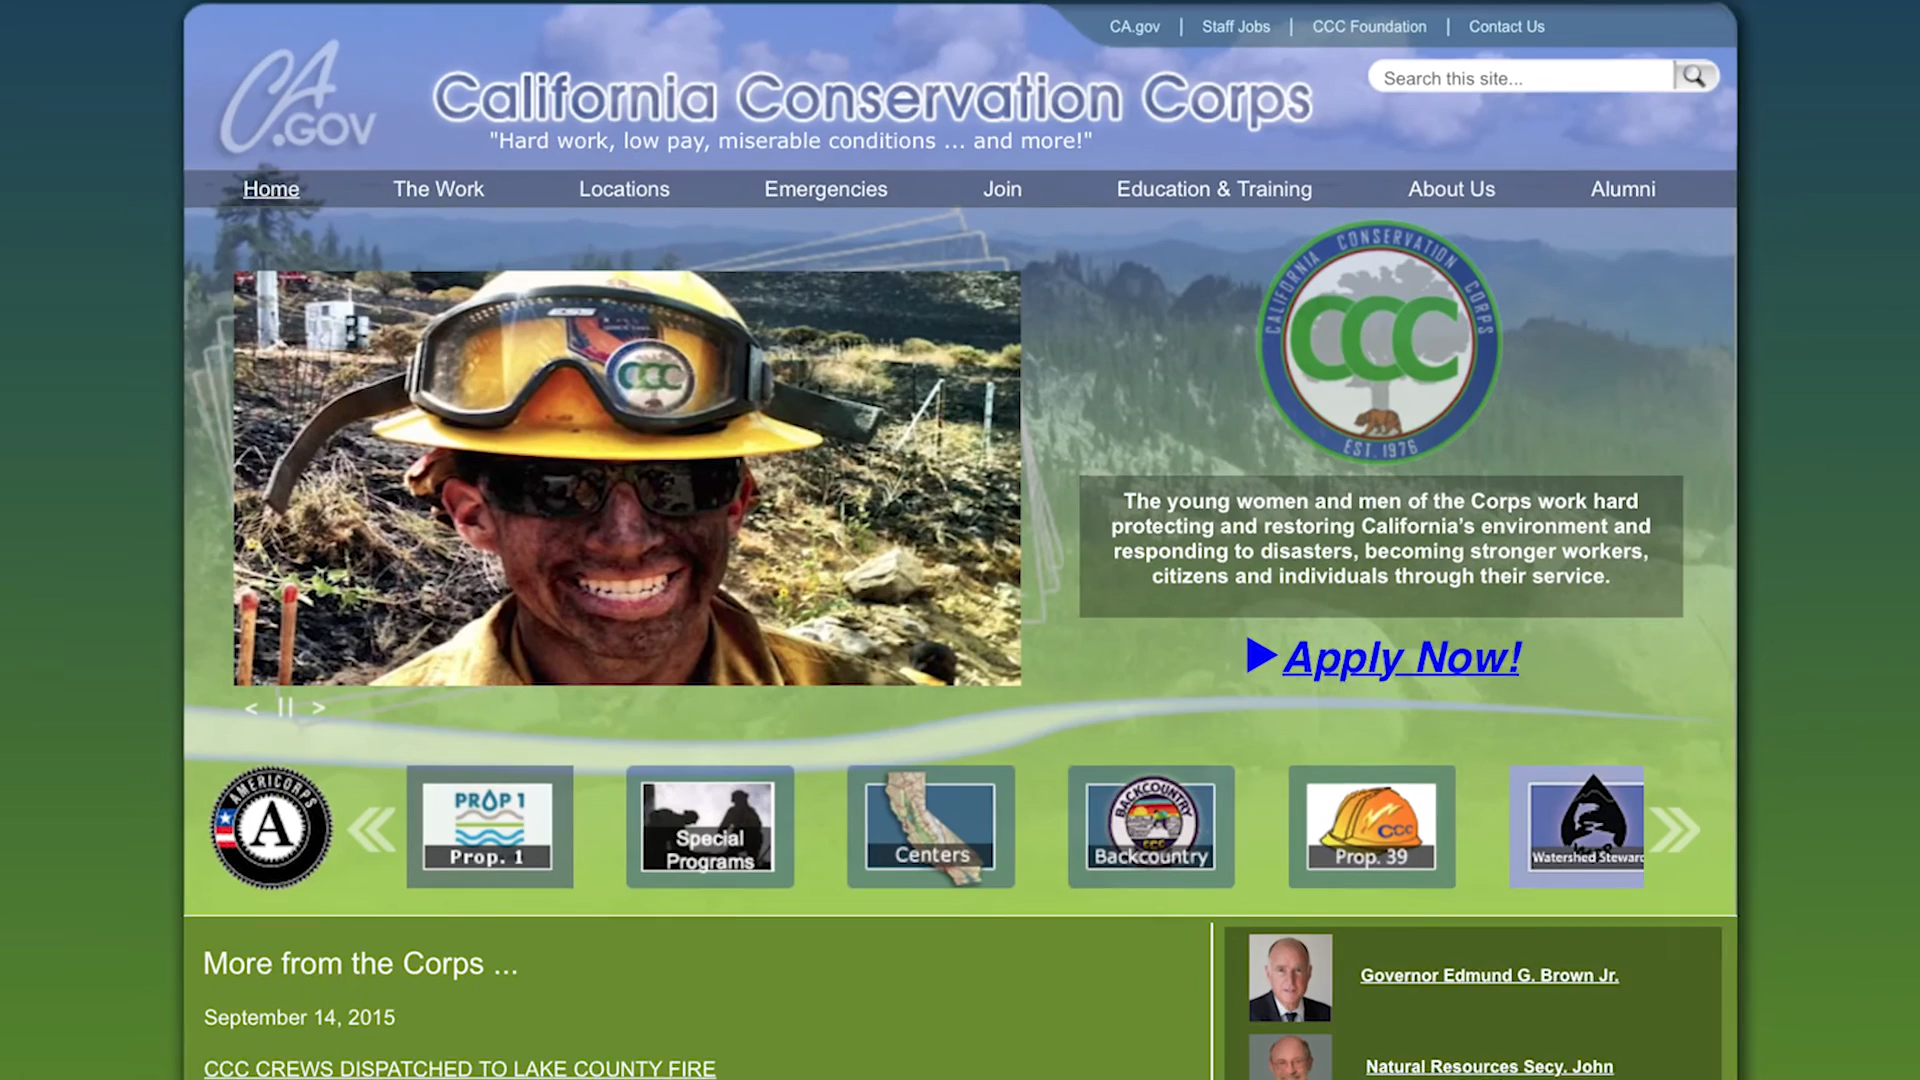 CA.gov | Staff Jobs | CCC Foundation | Contact Us
CA.GOV
California Conservation Corps
Search this site...
"Hard work, low pay, miserable conditions ... and more!"
Home The Work Locations Emergencies Join Education & Training About Us Alumni
CALIFORNIA CONSERVATION CORPS
CCC
EST. 1976
ESS
CCC
The young women and men of the Corps work hard
protecting and restoring California's environment and
responding to disasters, becoming stronger workers,
citizens and individuals through their service.
Apply Now!
< || >
AMERICORPS
A
PROP 1
Prop. 1
Special
Programs
Centers
BACKCOUNTRY
CCC
Backcountry
CCC
Prop. 39
Watershed Steward
More from the Corps ...
September 14, 2015
CCC CREWS DISPATCHED TO LAKE COUNTY FIRE
Governor Edmund G. Brown Jr.
Natural Resources Secy. John